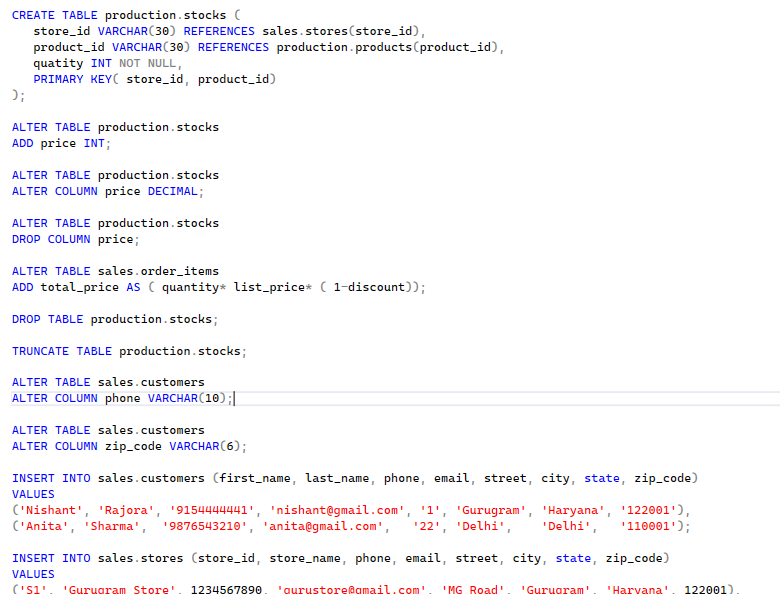 CREATE TABLE production.stocks (
store_id VARCHAR(30) REFERENCES sales.stores(store_id),
product_id VARCHAR(30) REFERENCES production.products(product_id),
quatity INT NOT NULL,
PRIMARY KEY( store_id, product_id)
);
ALTER TABLE production.stocks
ADD price INT;
ALTER TABLE production.stocks
ALTER COLUMN price DECIMAL;
ALTER TABLE production.stocks
DROP COLUMN price;
ALTER TABLE sales.order_items
ADD total_price AS ( quantity* list_price* ( 1-discount));
DROP TABLE production.stocks;
TRUNCATE TABLE production.stocks;
ALTER TABLE sales.customers
ALTER COLUMN phone VARCHAR(10);
ALTER TABLE sales.customers
ALTER COLUMN zip_code VARCHAR(6);
INSERT INTO sales.customers (first_name, last_name, phone, email, street, city, state, zip_code)
VALUES
('Nishant', 'Rajora', '9154444441', 'nishant@gmail.com', '1', 'Gurugram', 'Haryana', '122001'),
('Anita', 'Sharma', '9876543210', 'anita@gmail.com', '22', 'Delhi', 'Delhi', '110001');
INSERT INTO sales.stores (store_id, store_name, phone, email, street, city, state, zip_code)
VALUES
('S1', 'Gurugram Store', 1234567890, 'gurustore@gmail.com', 'MG Road', 'Gurugram', 'Haryana', 122001),